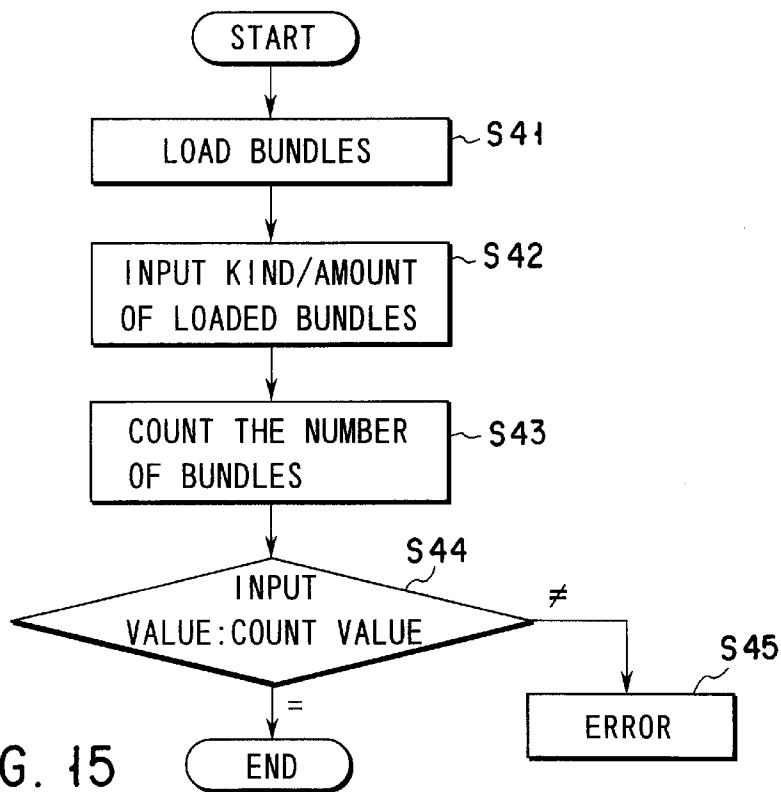 START
LOAD BUNDLES
S41
INPUT KIND/AMOUNT
OF LOADED BUNDLES
S42
COUNT THE NUMBER
OF BUNDLES
S43
S44
INPUT
VALUE:COUNT VALUE
≠
=
S45
ERROR
END
G. 15